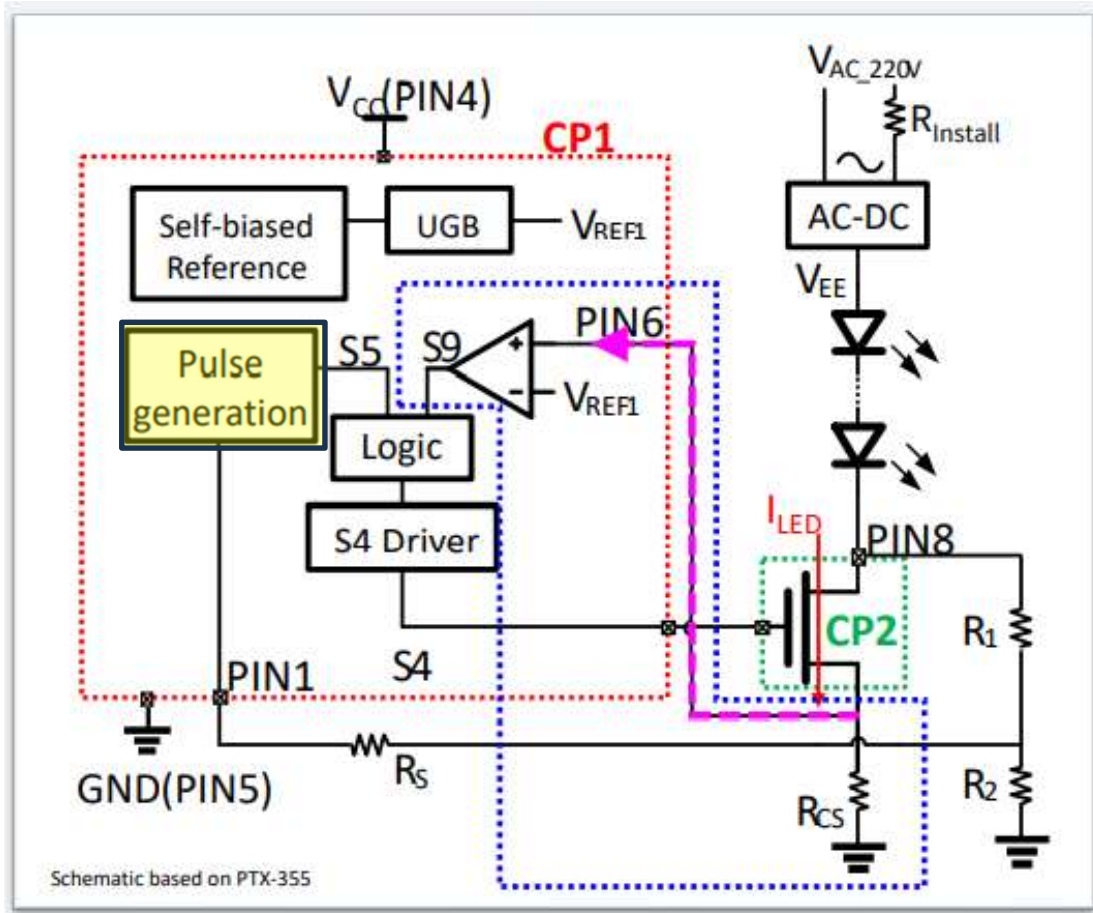 VAC_220V
VCC(PIN4)
RInstall
CP1
Self-biased
Reference
UGB
VREF1
AC-DC
VEE
PIN6
S5
S9
Pulse
generation
VREF1
Logic
ILED
PIN8
S4 Driver
CP2
R1
S4
PIN1
GND(PIN5)
RS
RCS
R2
Schematic based on PTX-355